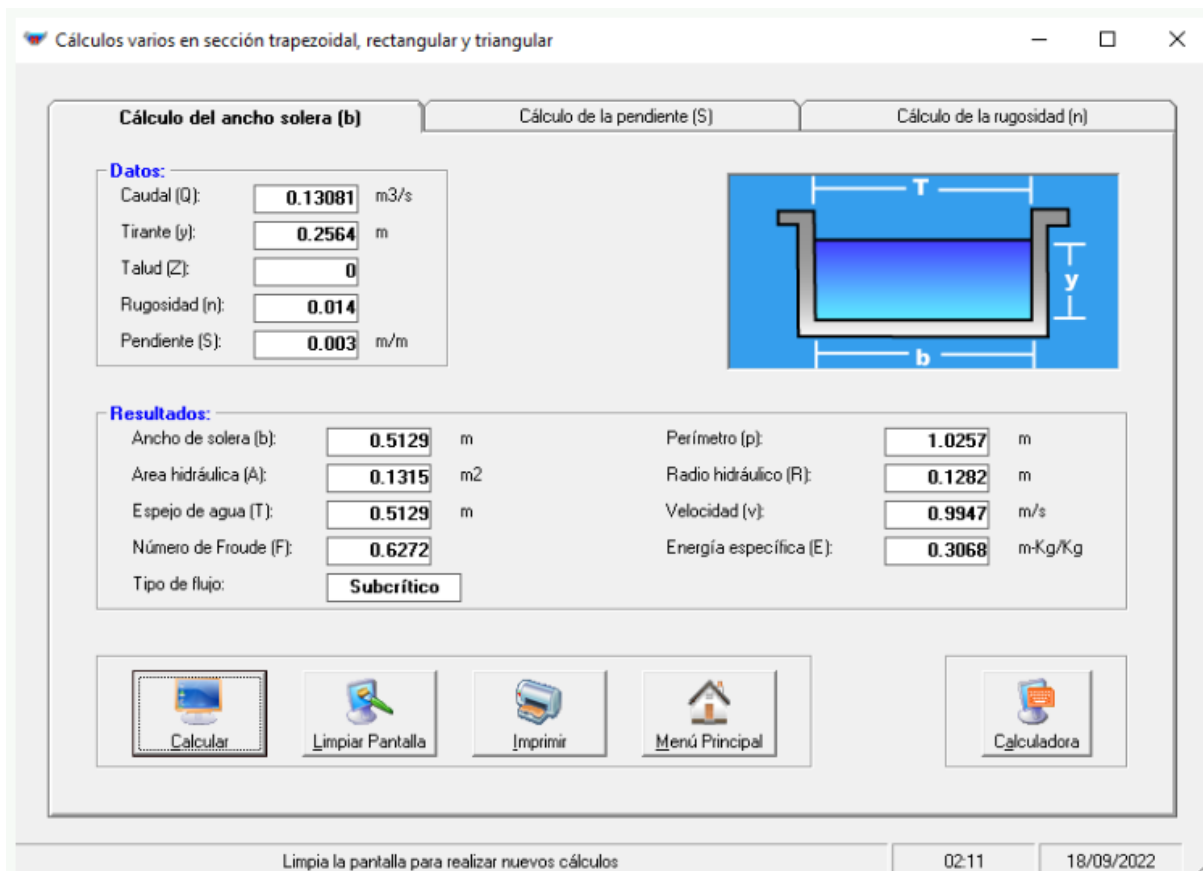 Cálculos varios en sección trapezoidal, rectangular y triangular
Cálculo del ancho solera (b) Cálculo de la pendiente (S) Cálculo de la rugosidad (n)
Datos:
Caudal (Q): 0.13081 m3/s
Tirante (y): 0.2564 m
Talud (Z): 0
Rugosidad (n): 0.014
Pendiente (S): 0.003 m/m
T
y
b
Resultados:
Ancho de solera (b): 0.5129 m Perímetro (p): 1.0257 m
Area hidráulica (A): 0.1315 m2 Radio hidráulico (R): 0.1282 m
Espejo de agua (T): 0.5129 m Velocidad (v): 0.9947 m/s
Número de Froude (F): 0.6272 Energía específica (E): 0.3068 m-Kg/Kg
Tipo de flujo: Subcrítico
Calcular Limpiar Pantalla Imprimir Menú Principal Calculadora
Limpia la pantalla para realizar nuevos cálculos 02:11 18/09/2022